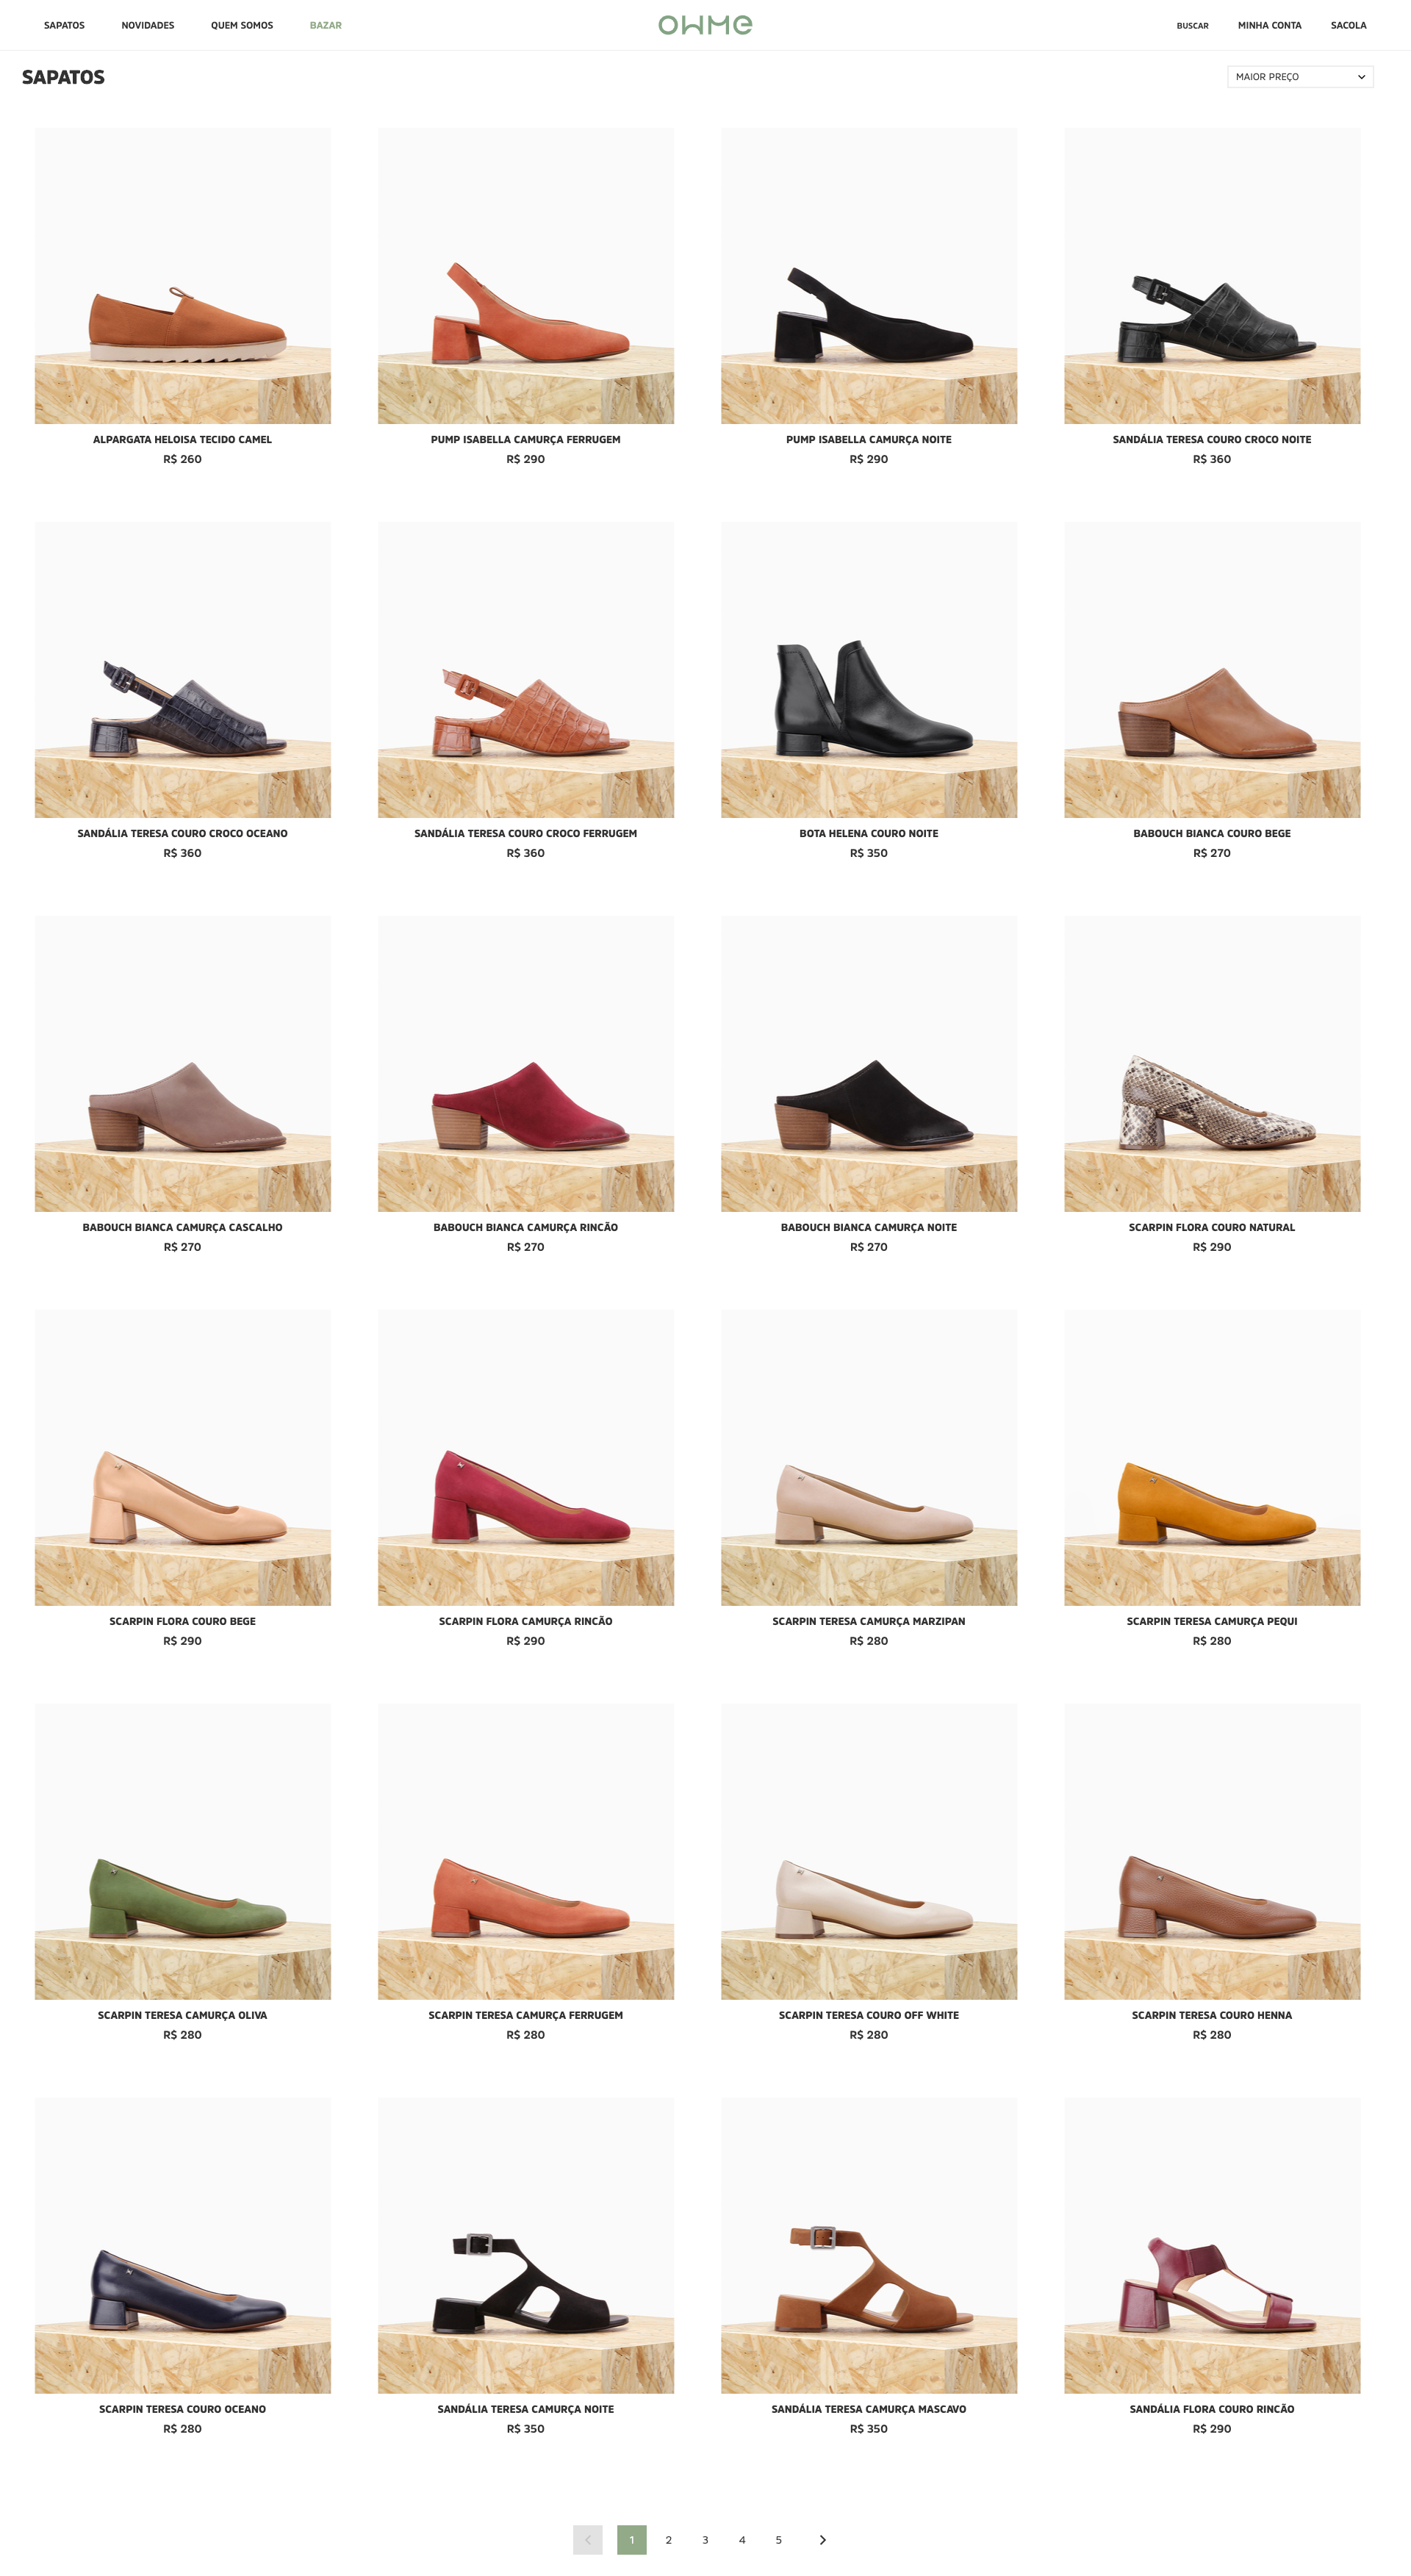 SAPATOS NOVIDADES QUEM SOMOS BAZAR OWME BUSCAR MINHA CONTA SACOLA
SAPATOS MAIOR PREÇO
ALPARGATA HELOISA TECIDO CAMEL
R$ 260
PUMP ISABELLA CAMURÇA FERRUGEM
R$ 290
PUMP ISABELLA CAMURÇA NOITE
R$ 290
SANDÁLIA TERESA COURO CROCO NOITE
R$ 360
SANDÁLIA TERESA COURO CROCO OCEANO
R$ 360
SANDÁLIA TERESA COURO CROCO FERRUGEM
R$ 360
BOTA HELENA COURO NOITE
R$ 350
BABOUCH BIANCA COURO BEGE
R$ 270
BABOUCH BIANCA CAMURÇA CASCALHO
R$ 270
BABOUCH BIANCA CAMURÇA RINCÃO
R$ 270
BABOUCH BIANCA CAMURÇA NOITE
R$ 270
SCARPIN FLORA COURO NATURAL
R$ 290
SCARPIN FLORA COURO BEGE
R$ 290
SCARPIN FLORA CAMURÇA RINCÃO
R$ 290
SCARPIN TERESA CAMURÇA MARZIPAN
R$ 280
SCARPIN TERESA CAMURÇA PEQUI
R$ 280
SCARPIN TERESA CAMURÇA OLIVA
R$ 280
SCARPIN TERESA CAMURÇA FERRUGEM
R$ 280
SCARPIN TERESA COURO OFF WHITE
R$ 280
SCARPIN TERESA COURO HENNA
R$ 280
SCARPIN TERESA COURO OCEANO
R$ 280
SANDÁLIA TERESA CAMURÇA NOITE
R$ 350
SANDÁLIA TERESA CAMURÇA MASCAVO
R$ 350
SANDÁLIA FLORA COURO RINCÃO
R$ 290
1 2 3 4 5